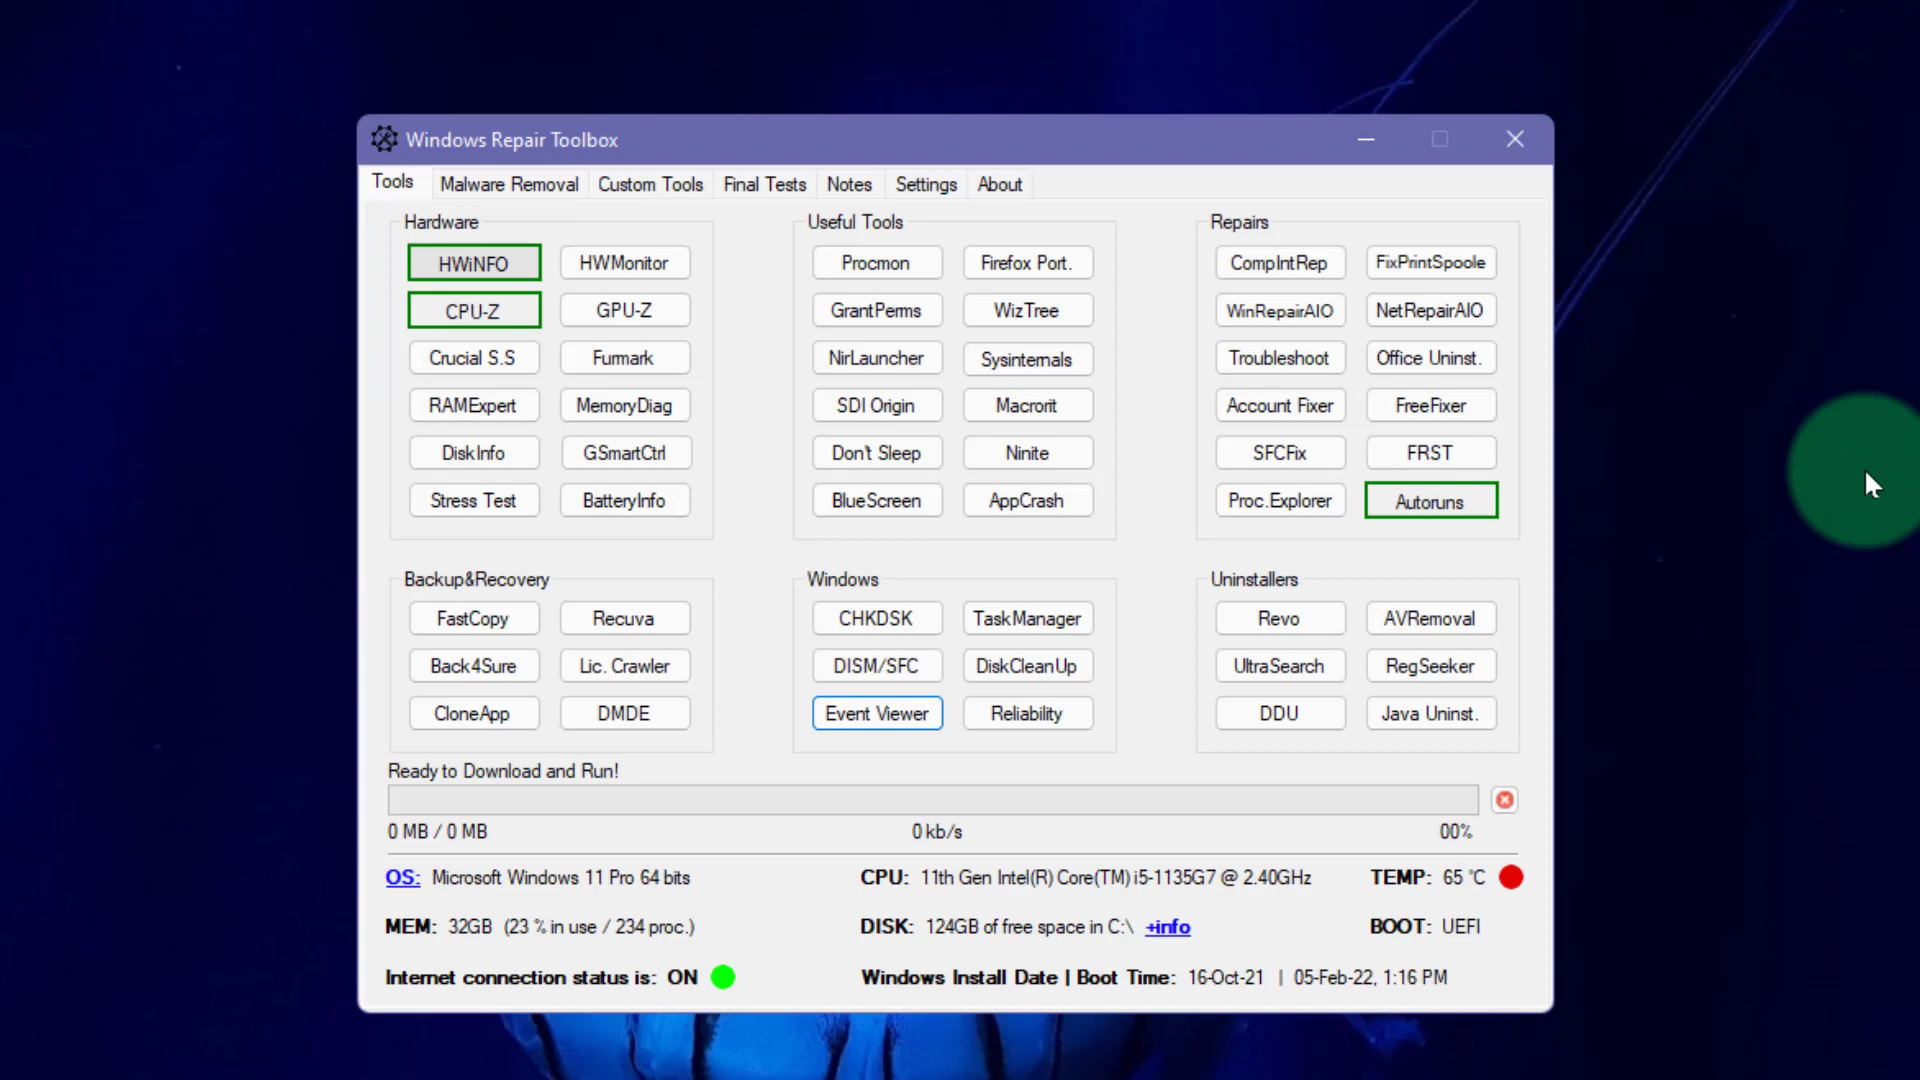 Windows Repair Toolbox
Tools Malware Removal Custom Tools Final Tests Notes Settings About
Hardware
HWiNFO HWMonitor
CPU-Z GPU-Z
Crucial S.S Furmark
RAMExpert MemoryDiag
DiskInfo GSmartCtrl
Stress Test BatteryInfo
Useful Tools
Procmon Firefox Port.
GrantPerms WizTree
NirLauncher Sysinternals
SDI Origin Macrorit
Don't Sleep Ninite
BlueScreen AppCrash
Repairs
CompIntRep FixPrintSpoole
WinRepairAIO NetRepairAIO
Troubleshoot Office Uninst.
Account Fixer FreeFixer
SFCFix FRST
Proc.Explorer Autoruns
Backup&Recovery
FastCopy Recuva
Back4Sure Lic. Crawler
CloneApp DMDE
Windows
CHKDSK TaskManager
DISM/SFC DiskCleanUp
Event Viewer Reliability
Uninstallers
Revo AVRemoval
UltraSearch RegSeeker
DDU Java Uninst.
Ready to Download and Run!
0 MB / 0 MB 0 kb/s 00%
OS: Microsoft Windows 11 Pro 64 bits CPU: 11th Gen Intel(R) Core(TM) i5-1135G7 @ 2.40GHz TEMP: 65 °C
MEM: 32GB (23 % in use / 234 proc.) DISK: 124GB of free space in C:\ +info BOOT: UEFI
Internet connection status is: ON Windows Install Date | Boot Time: 16-Oct-21 | 05-Feb-22, 1:16 PM